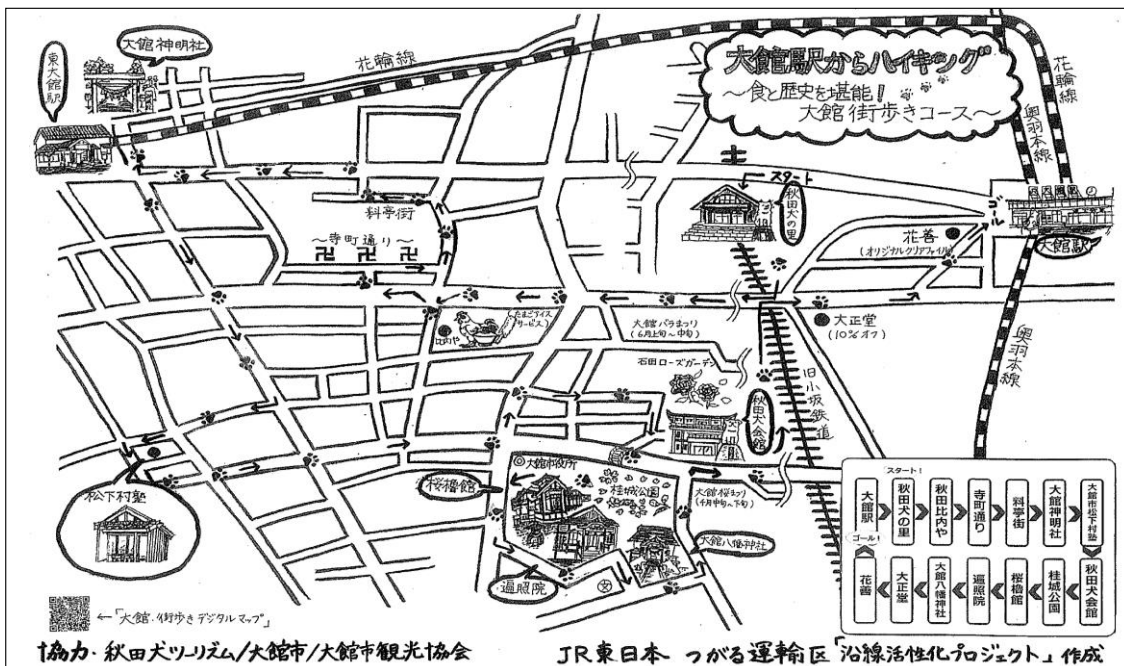 大館神明社
東大館駅
花輪線
大館駅からハイキング
～食と歴史を堪能！
大館街歩きコース～
花輪線
奥羽本線
スタート
秋田犬の里
ゴール
大館駅
料亭街
～寺町通り～
卍 卍 卍
花善
(オリジナルクリアファイル)
たまごアイス
サービス
比内や
大館バラまつり
(6月上旬～中旬)
大正堂
(10%オフ)
石田ローズガーデン
秋田犬会館
旧小坂鉄道
奥羽本線
松下村塾
◎大館市役所
桜櫓館
桂城公園
大館桜まつり
(4月中旬～下旬)
大館八幡神社
遍照院
文
スタート！
大館駅
秋田犬の里
秋田比内や
寺町通り
料亭街
大館神明社
大館市松下村塾
秋田犬会館
桂城公園
桜櫓館
遍照院
大館八幡神社
大正堂
花善
ゴール！
←「大館・街歩きデジタルマップ」
協力・秋田犬ツーリズム/大館市/大館市観光協会
JR東日本 つがる運輸区「沿線活性化プロジェクト」作成